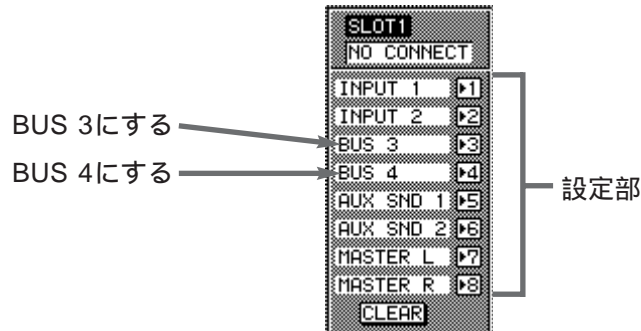 SLOT1
NO CONNECT
INPUT 1 ▶1
INPUT 2 ▶2
BUS 3にする
BUS 3 ▶3
BUS 4にする
BUS 4 ▶4
設定部
AUX SND 1 ▶5
AUX SND 2 ▶6
MASTER L ▶7
MASTER R ▶8
CLEAR